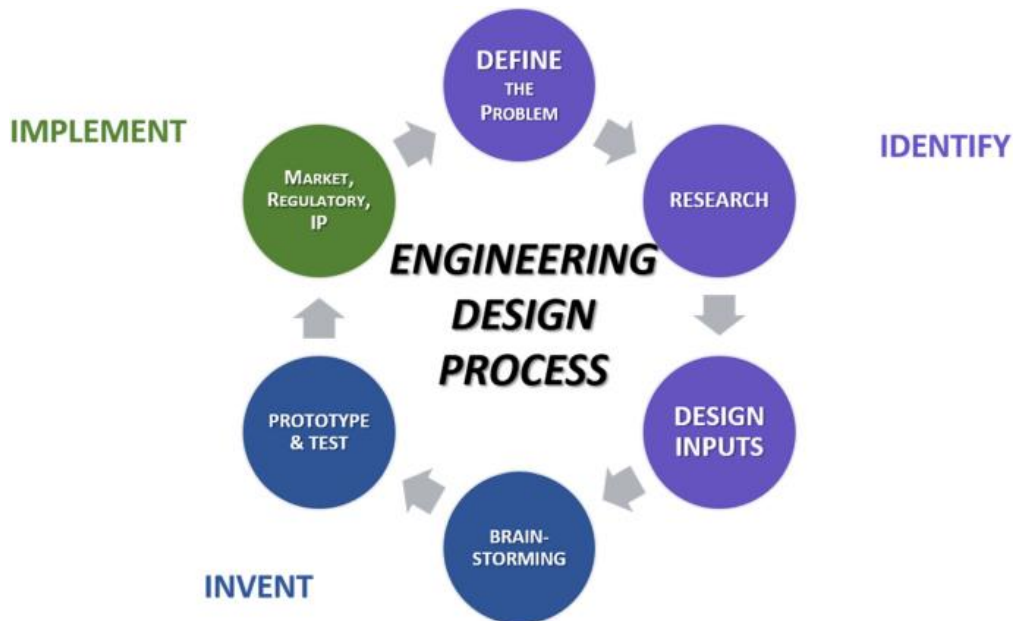 DEFINE
THE
PROBLEM
IMPLEMENT
IDENTIFY
MARKET,
REGULATORY,
IP
RESEARCH
ENGINEERING
DESIGN
PROCESS
PROTOTYPE
& TEST
DESIGN
INPUTS
BRAIN-
STORMING
INVENT